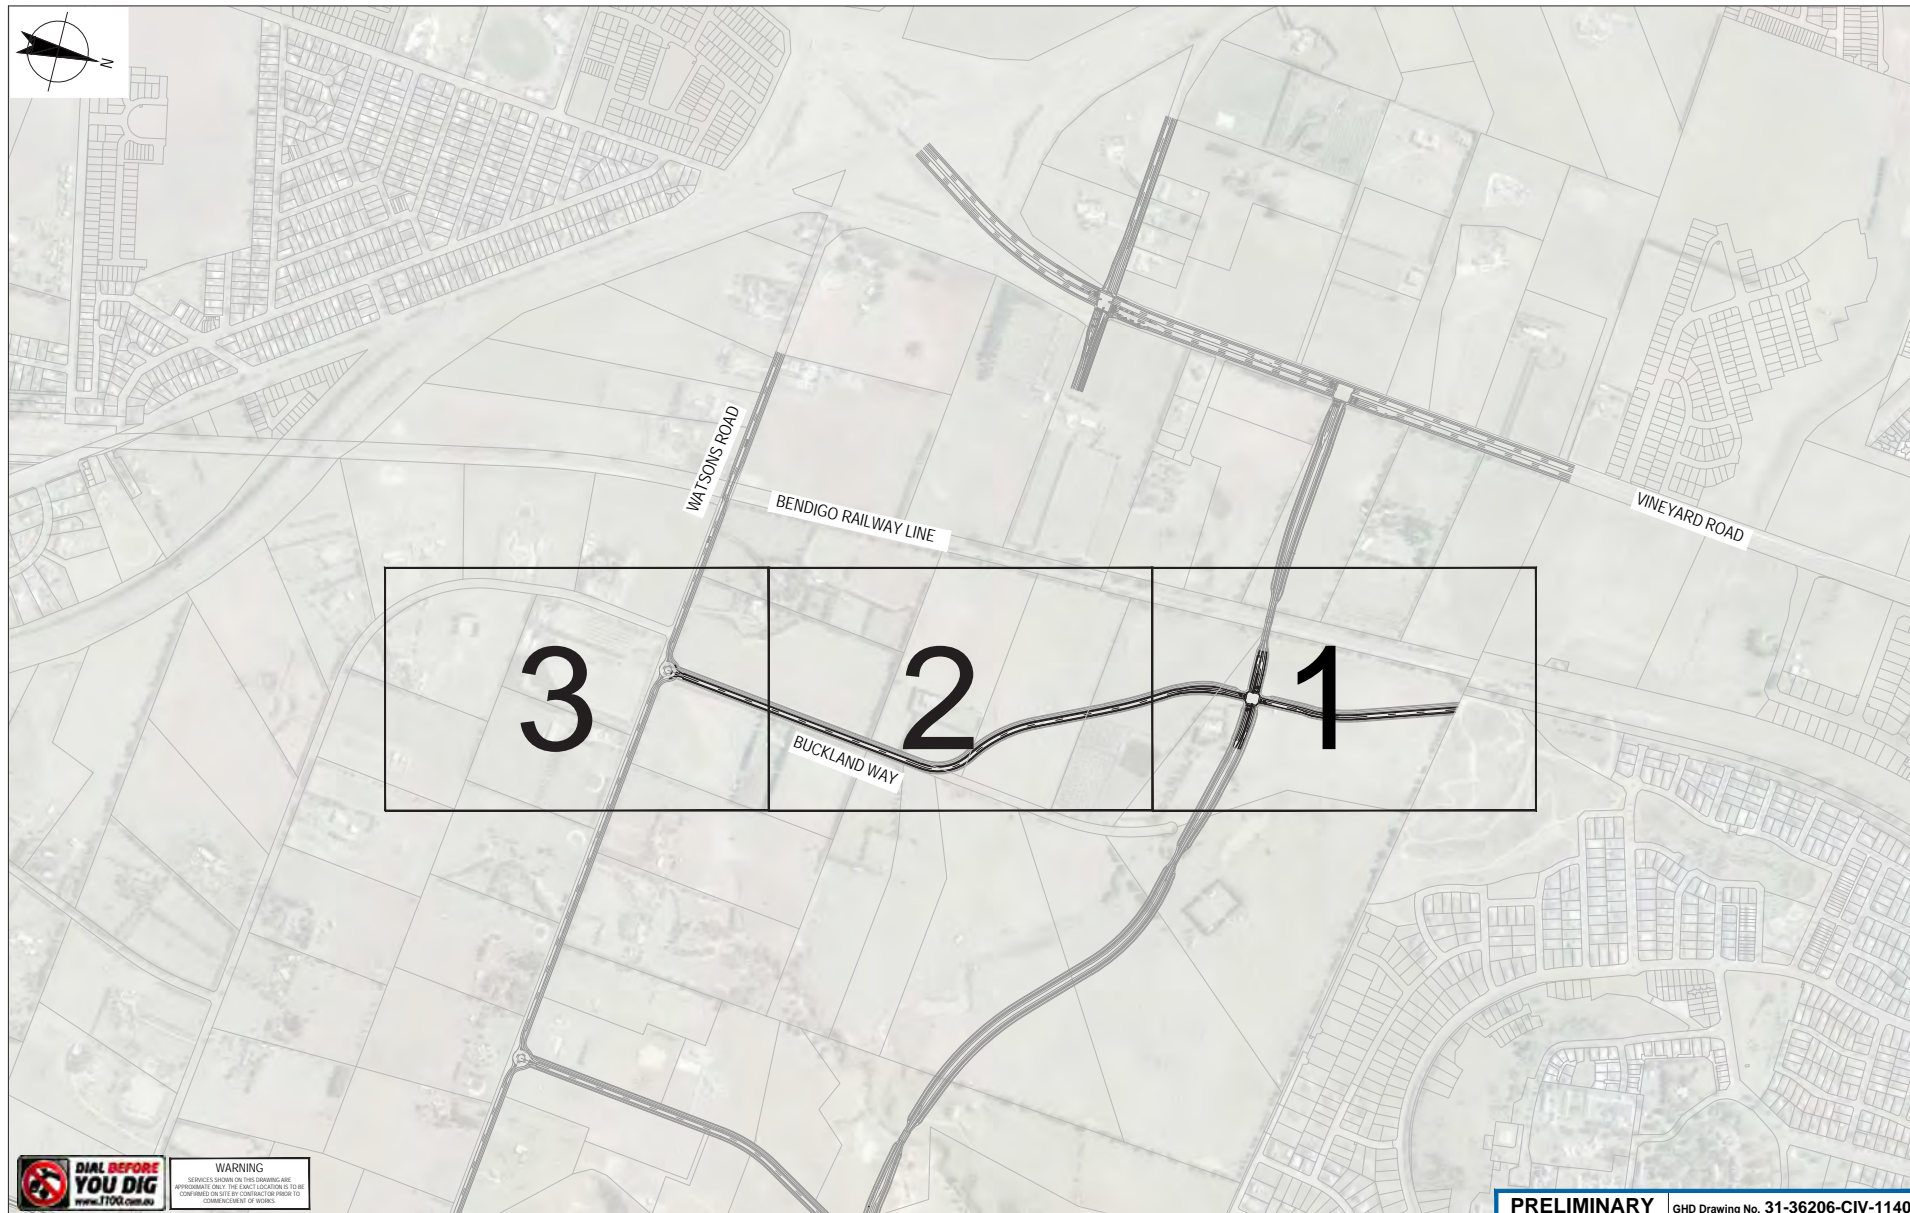 N
WATSONS ROAD
BENDIGO RAILWAY LINE
VINEYARD ROAD
3
2
1
BUCKLAND WAY
DIAL BEFORE
YOU DIG
www.1100.com.au
WARNING
SERVICES SHOWN ON THIS DRAWING ARE
APPROXIMATE ONLY. THE EXACT LOCATION IS TO BE
CONFIRMED ON SITE BY CONTRACTOR PRIOR TO
COMMENCEMENT OF WORKS.
PRELIMINARY
GHD Drawing No. 31-36206-CIV-1140